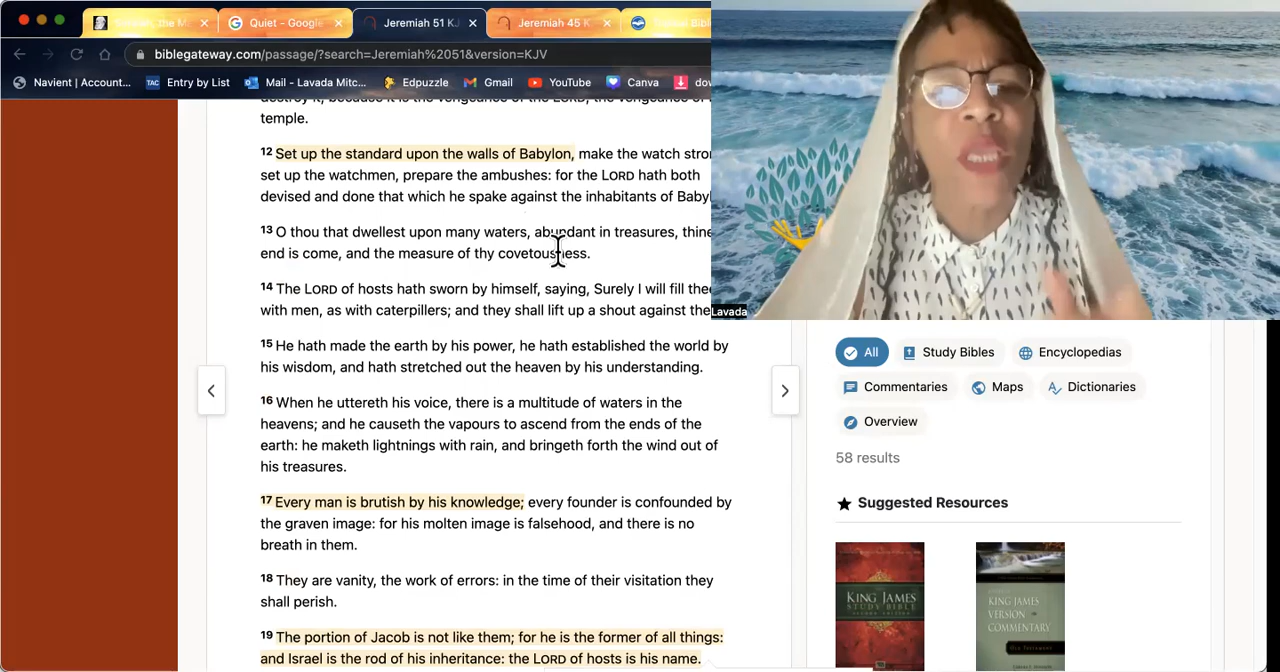 Quiet - Google
Jeremiah 51 KJ
Jeremiah 45 K
biblegateway.com/passage/?search=Jeremiah%2051&version=KJV
Navient | Account...
TAC Entry by List
Mail - Lavada Mitc...
Edpuzzle
Gmail
YouTube
Canva
temple.
12 Set up the standard upon the walls of Babylon, make the watch
set up the watchmen, prepare the ambushes: for the LORD hath both
devised and done that which he spake against the inhabitants of
13 O thou that dwellest upon many waters, abundant in treasures, thine
end is come, and the measure of thy covetousness.
14 The LORD of hosts hath sworn by himself, saying, Surely I will fill
with men, as with caterpillers; and they shall lift up a shout against
15 He hath made the earth by his power, he hath established the world by
his wisdom, and hath stretched out the heaven by his understanding.
16 When he uttereth his voice, there is a multitude of waters in the
heavens; and he causeth the vapours to ascend from the ends of the
earth: he maketh lightnings with rain, and bringeth forth the wind out of
his treasures.
17 Every man is brutish by his knowledge; every founder is confounded by
the graven image: for his molten image is falsehood, and there is no
breath in them.
18 They are vanity, the work of errors: in the time of their visitation they
shall perish.
19 The portion of Jacob is not like them; for he is the former of all things:
and Israel is the rod of his inheritance: the LORD of hosts is his name.
Lavada
All
Study Bibles
Encyclopedias
Commentaries
Maps
Dictionaries
Overview
58 results
Suggested Resources
KING JAMES
STUDY BIBLE
KING JAMES
VERSION
COMMENTARY